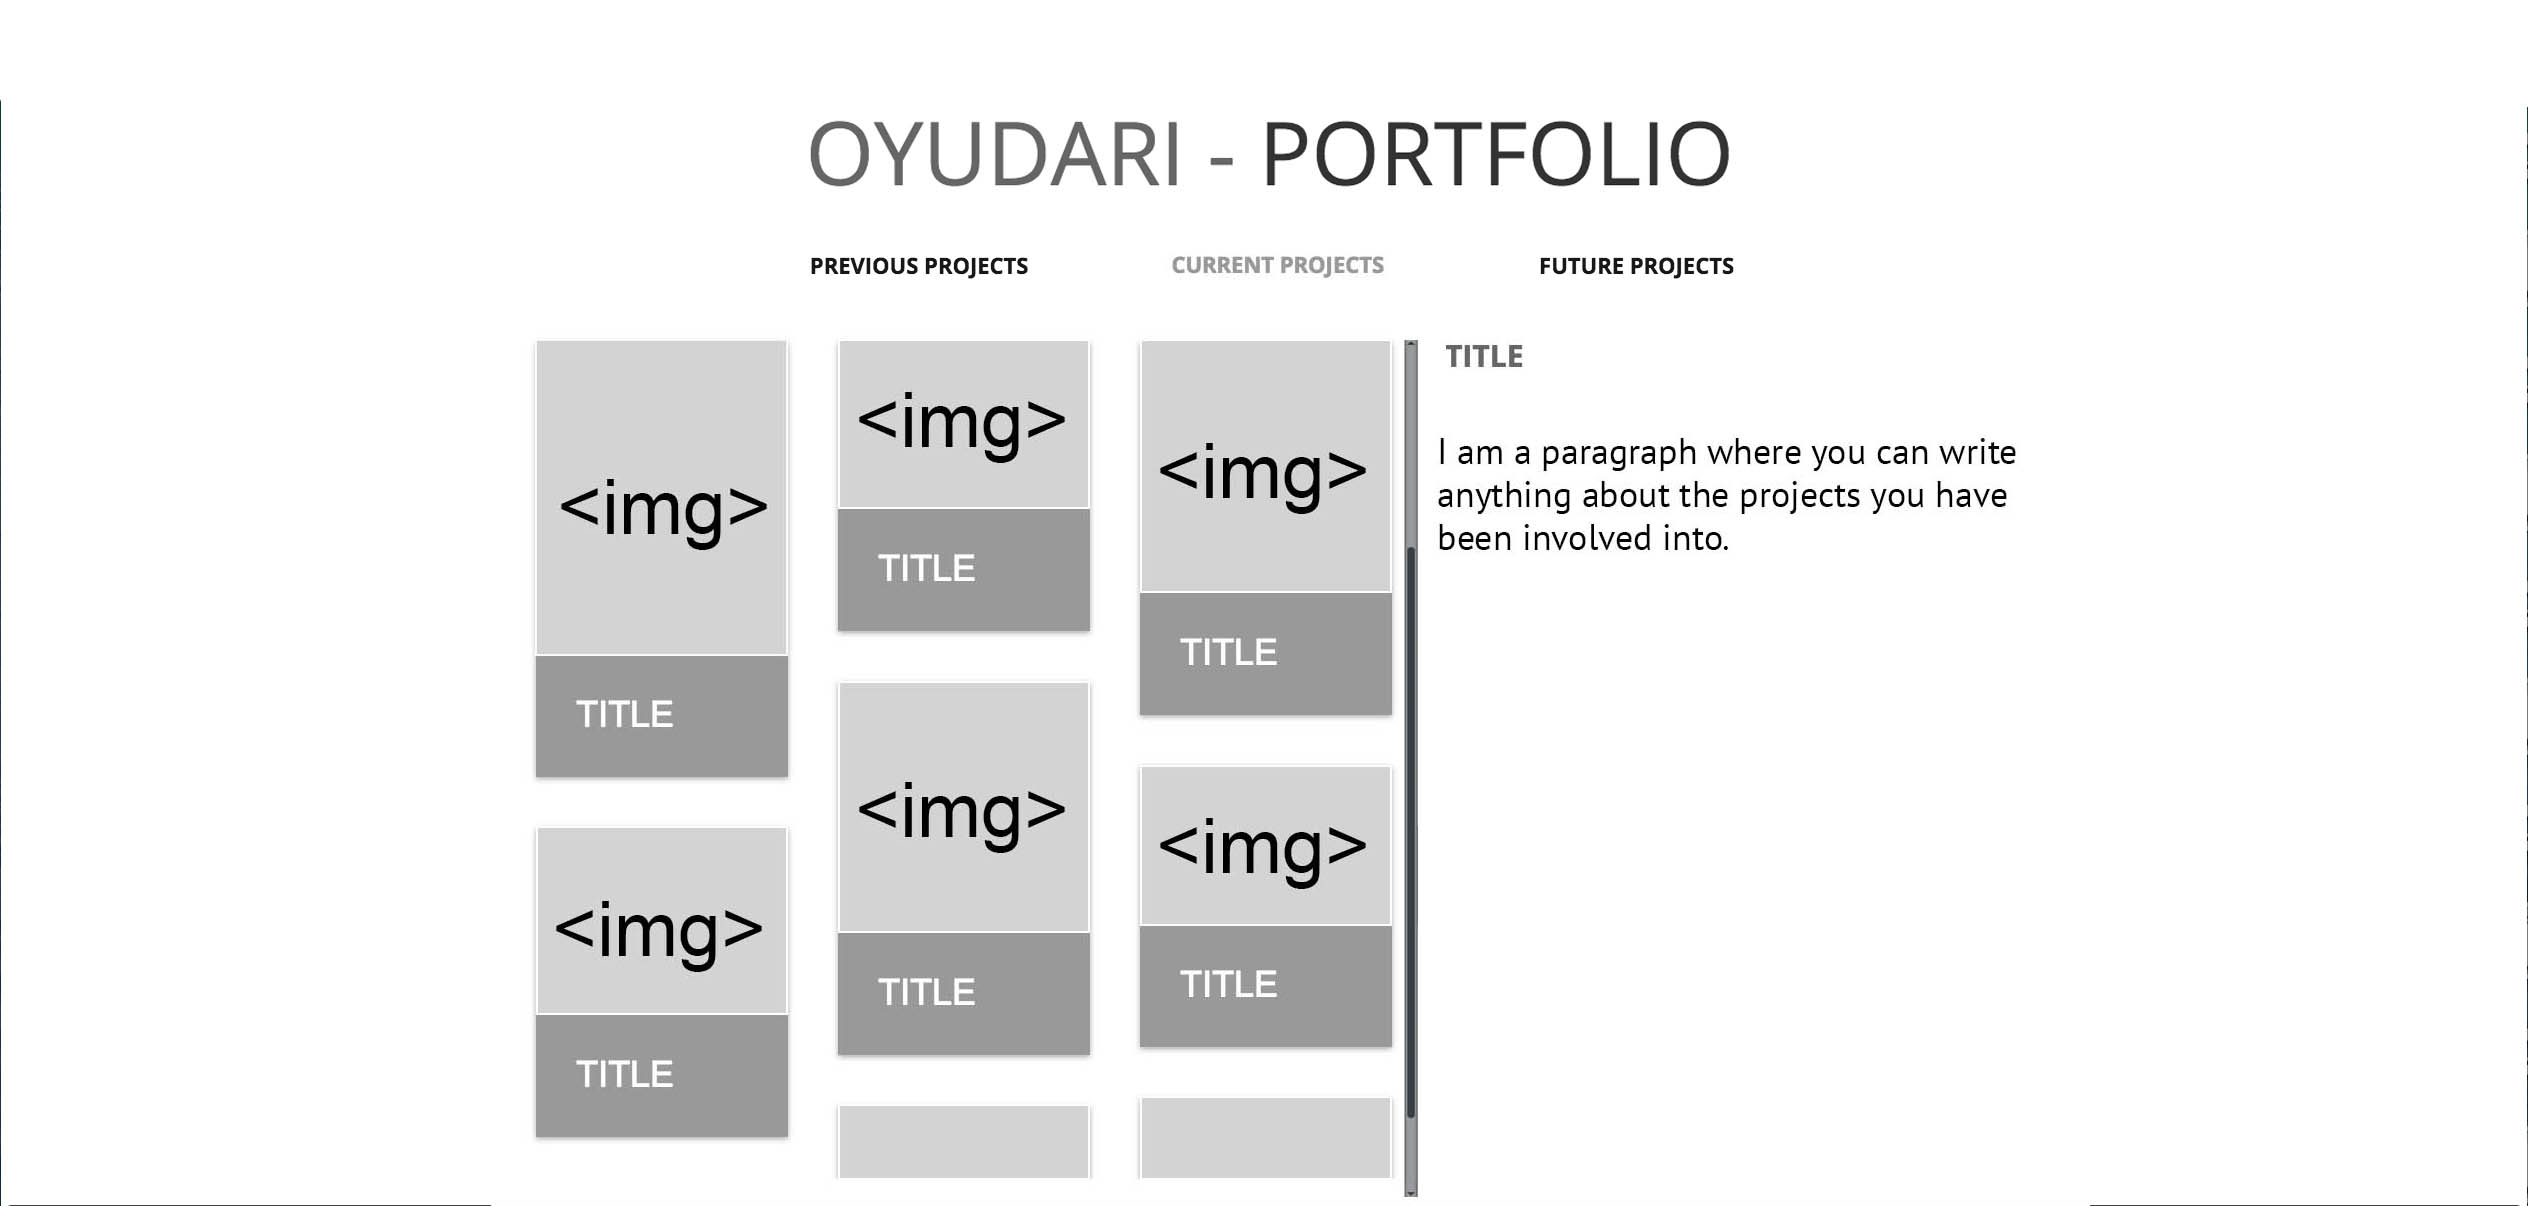 OYUDARI - PORTFOLIO
PREVIOUS PROJECTS
CURRENT PROJECTS
FUTURE PROJECTS
<img>
TITLE
<img>
TITLE
<img>
TITLE
<img>
TITLE
<img>
TITLE
<img>
TITLE
TITLE
I am a paragraph where you can write
anything about the projects you have
been involved into.